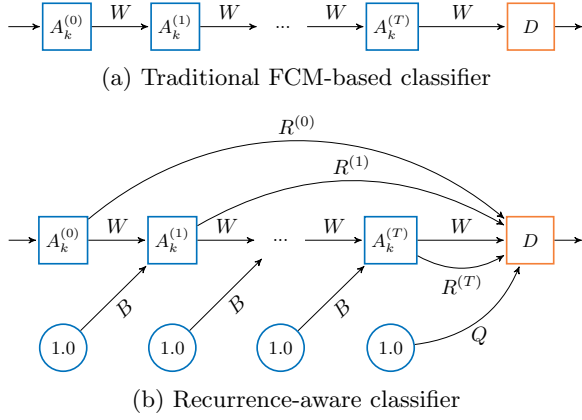 W W W W
A_k^{(0)} A_k^{(1)} ... A_k^{(T)} D
(a) Traditional FCM-based classifier
R^{(0)}
R^{(1)}
W W W W
A_k^{(0)} A_k^{(1)} ... A_k^{(T)} D
R^{(T)}
B B B Q
1.0 1.0 1.0 1.0
(b) Recurrence-aware classifier